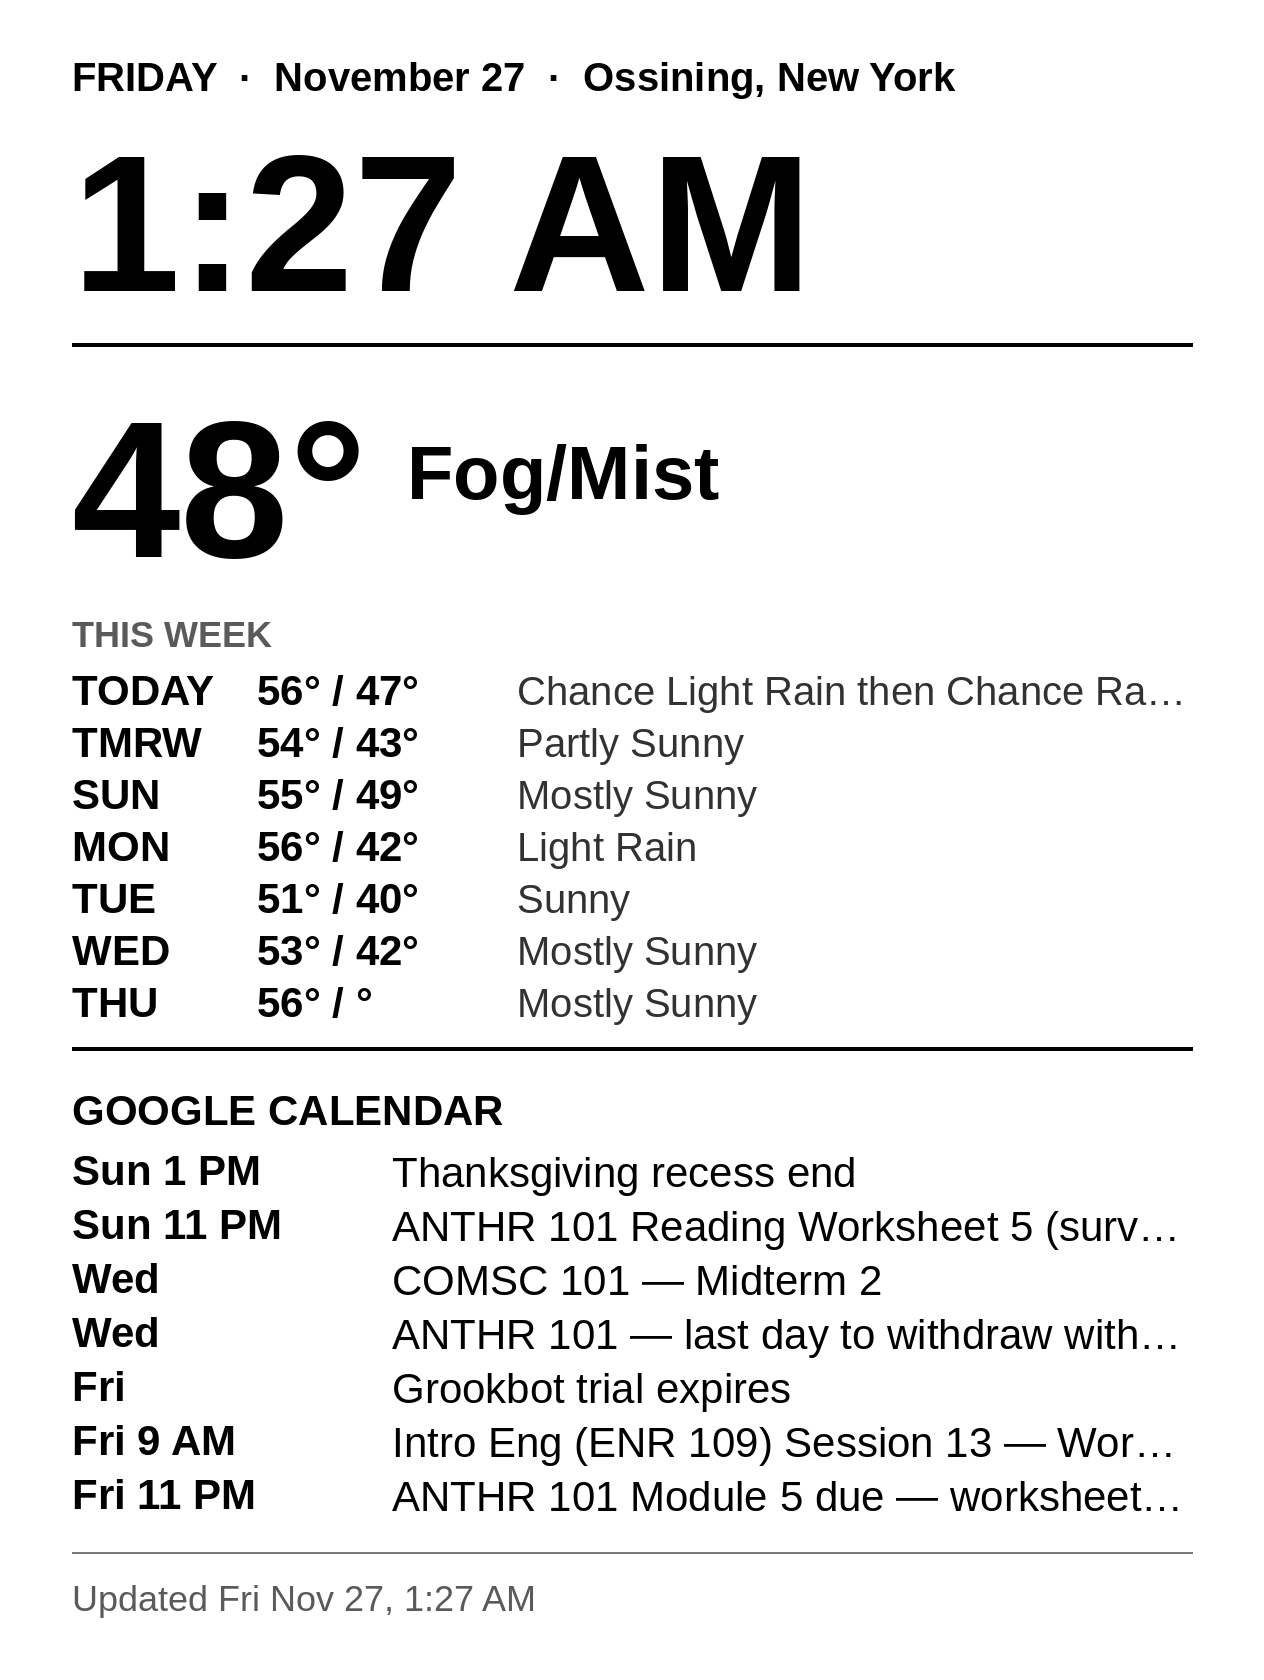 FRIDAY · November 27 · Ossining, New York
1:27 AM
48° Fog/Mist
THIS WEEK
TODAY 56° / 47° Chance Light Rain then Chance Ra…
TMRW 54° / 43° Partly Sunny
SUN 55° / 49° Mostly Sunny
MON 56° / 42° Light Rain
TUE 51° / 40° Sunny
WED 53° / 42° Mostly Sunny
THU 56° / ° Mostly Sunny
GOOGLE CALENDAR
Sun 1 PM Thanksgiving recess end
Sun 11 PM ANTHR 101 Reading Worksheet 5 (surv…
Wed COMSC 101 — Midterm 2
Wed ANTHR 101 — last day to withdraw with…
Fri Grookbot trial expires
Fri 9 AM Intro Eng (ENR 109) Session 13 — Wor…
Fri 11 PM ANTHR 101 Module 5 due — worksheet…
Updated Fri Nov 27, 1:27 AM